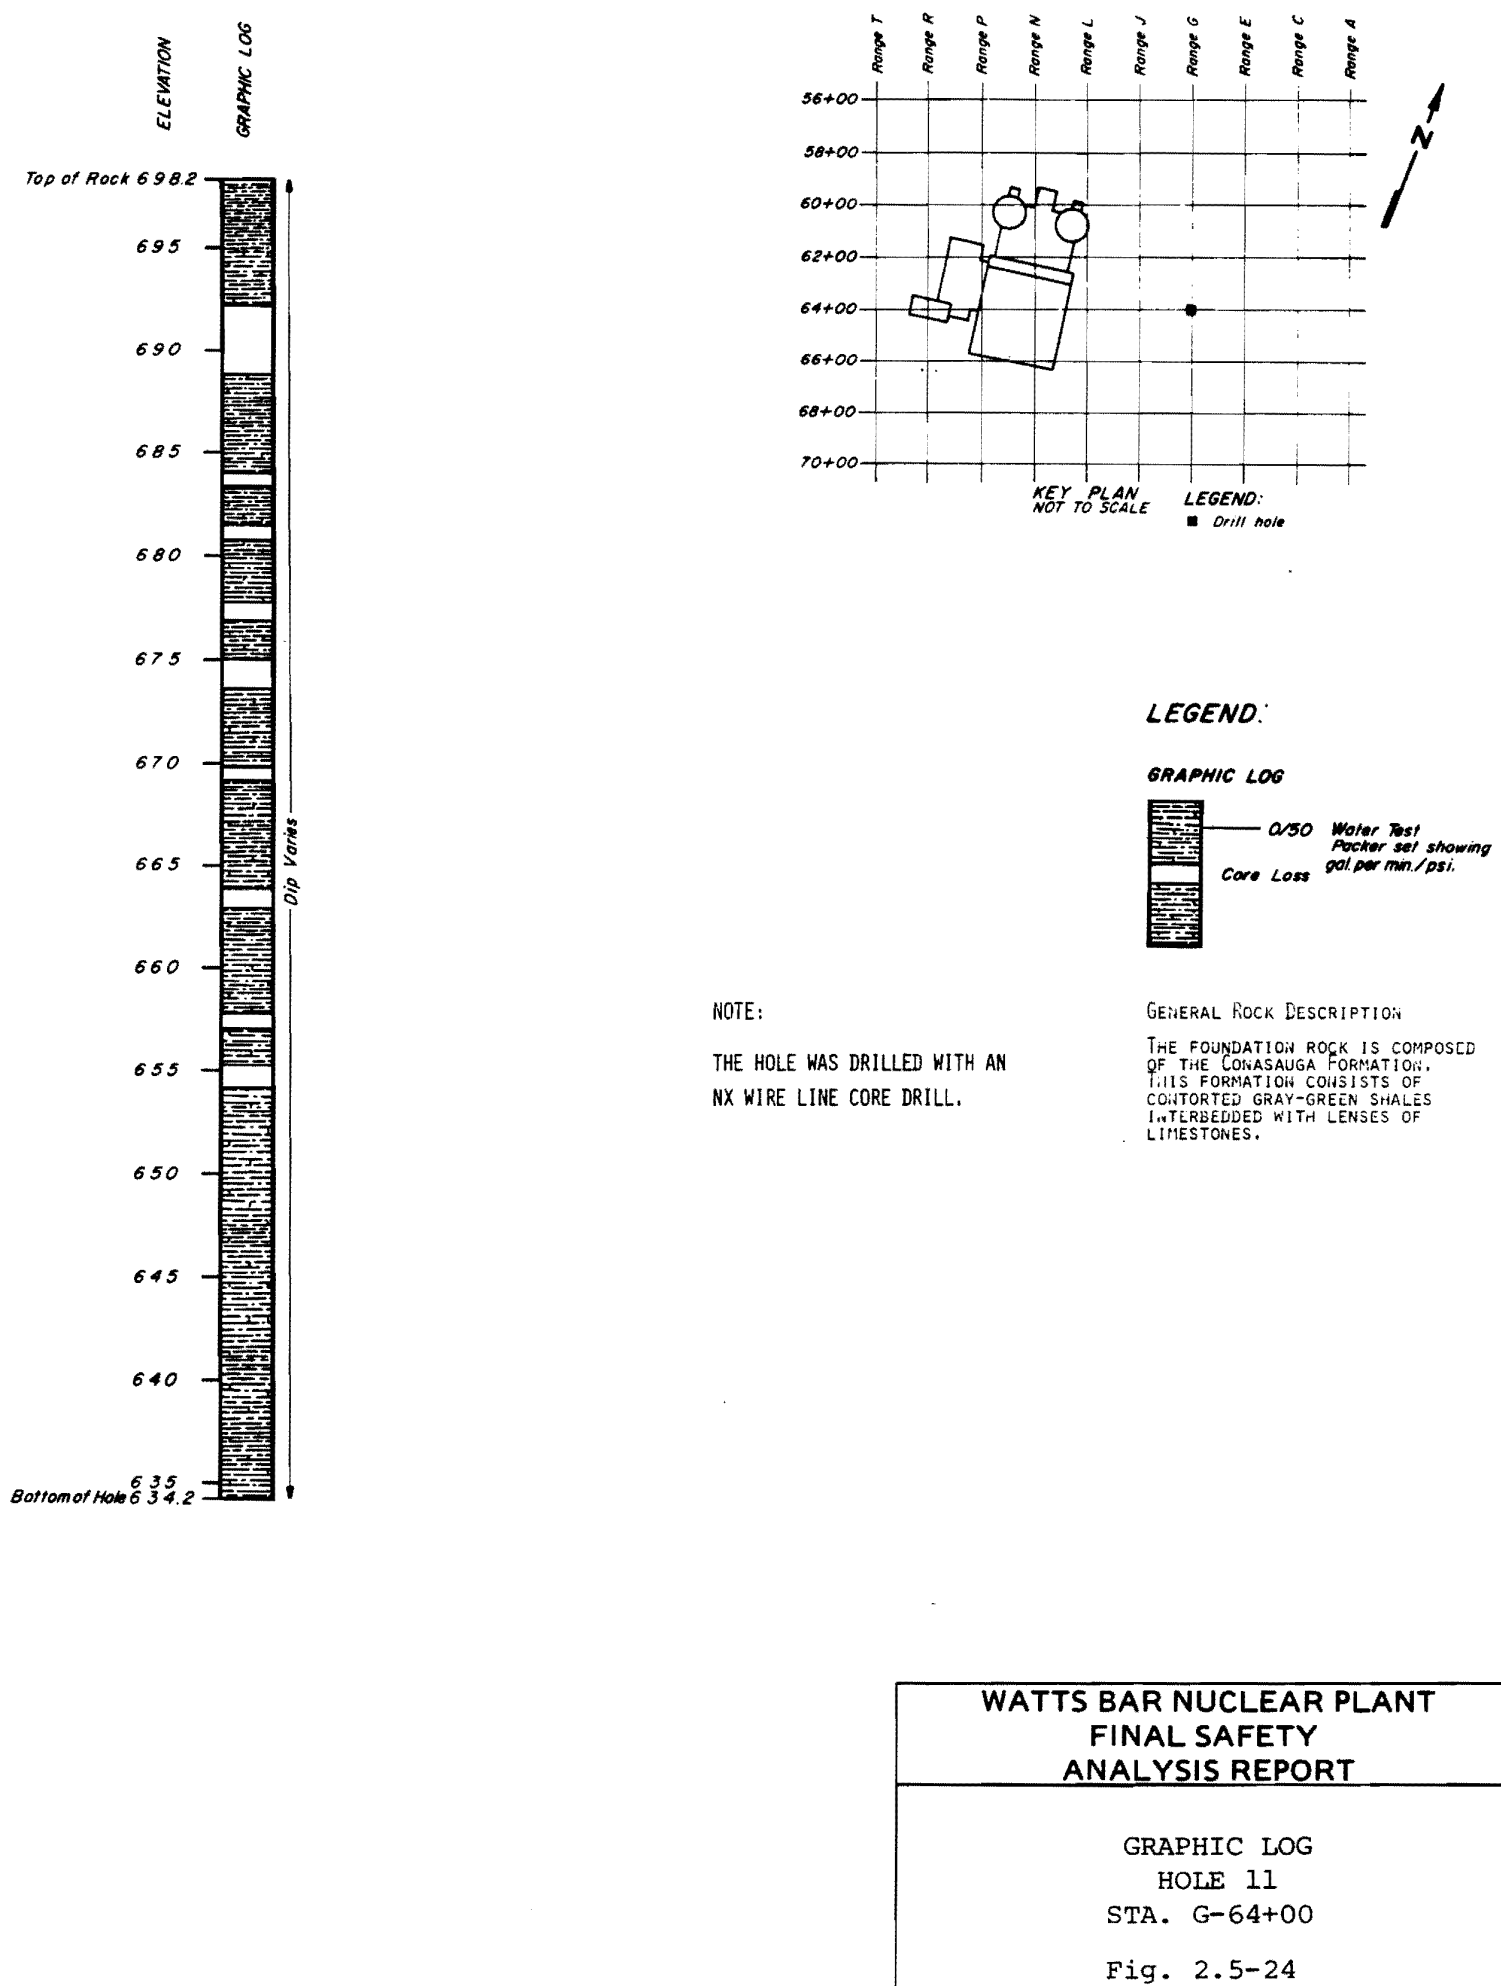 ELEVATION
GRAPHIC LOG
Top of Rock 698.2
695
690
685
680
675
670
665
660
655
650
645
640
635
Bottom of Hole 634.2
Dip Varies
Range T
Range R
Range P
Range N
Range L
Range J
Range G
Range E
Range C
Range A
56+00
58+00
60+00
62+00
64+00
66+00
68+00
70+00
N
KEY PLAN
NOT TO SCALE
LEGEND:
Drill hole
LEGEND:
GRAPHIC LOG
0/50 Water Test
Packer set showing
gal. per min./psi.
Core Loss
NOTE:
THE HOLE WAS DRILLED WITH AN
NX WIRE LINE CORE DRILL.
GENERAL ROCK DESCRIPTION
THE FOUNDATION ROCK IS COMPOSED
OF THE CONASAUGA FORMATION.
THIS FORMATION CONSISTS OF
CONTORTED GRAY-GREEN SHALES
INTERBEDDED WITH LENSES OF
LIMESTONES.
WATTS BAR NUCLEAR PLANT
FINAL SAFETY
ANALYSIS REPORT
GRAPHIC LOG
HOLE 11
STA. G-64+00
Fig. 2.5-24